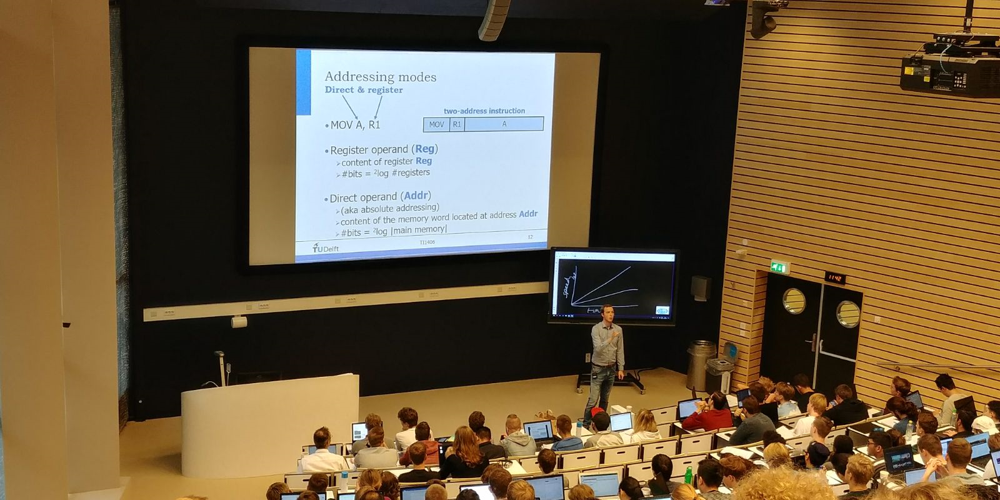 Addressing modes
Direct & register
two-address instruction
• MOV A, R1
MOV R1 A
• Register operand (Reg)
➢ content of register Reg
➢ #bits = ²log #registers
• Direct operand (Addr)
➢ (aka absolute addressing)
➢ content of the memory word located at address Addr
➢ #bits = ²log |main memory|
TUDelft
TI1406
12
speed
11:42